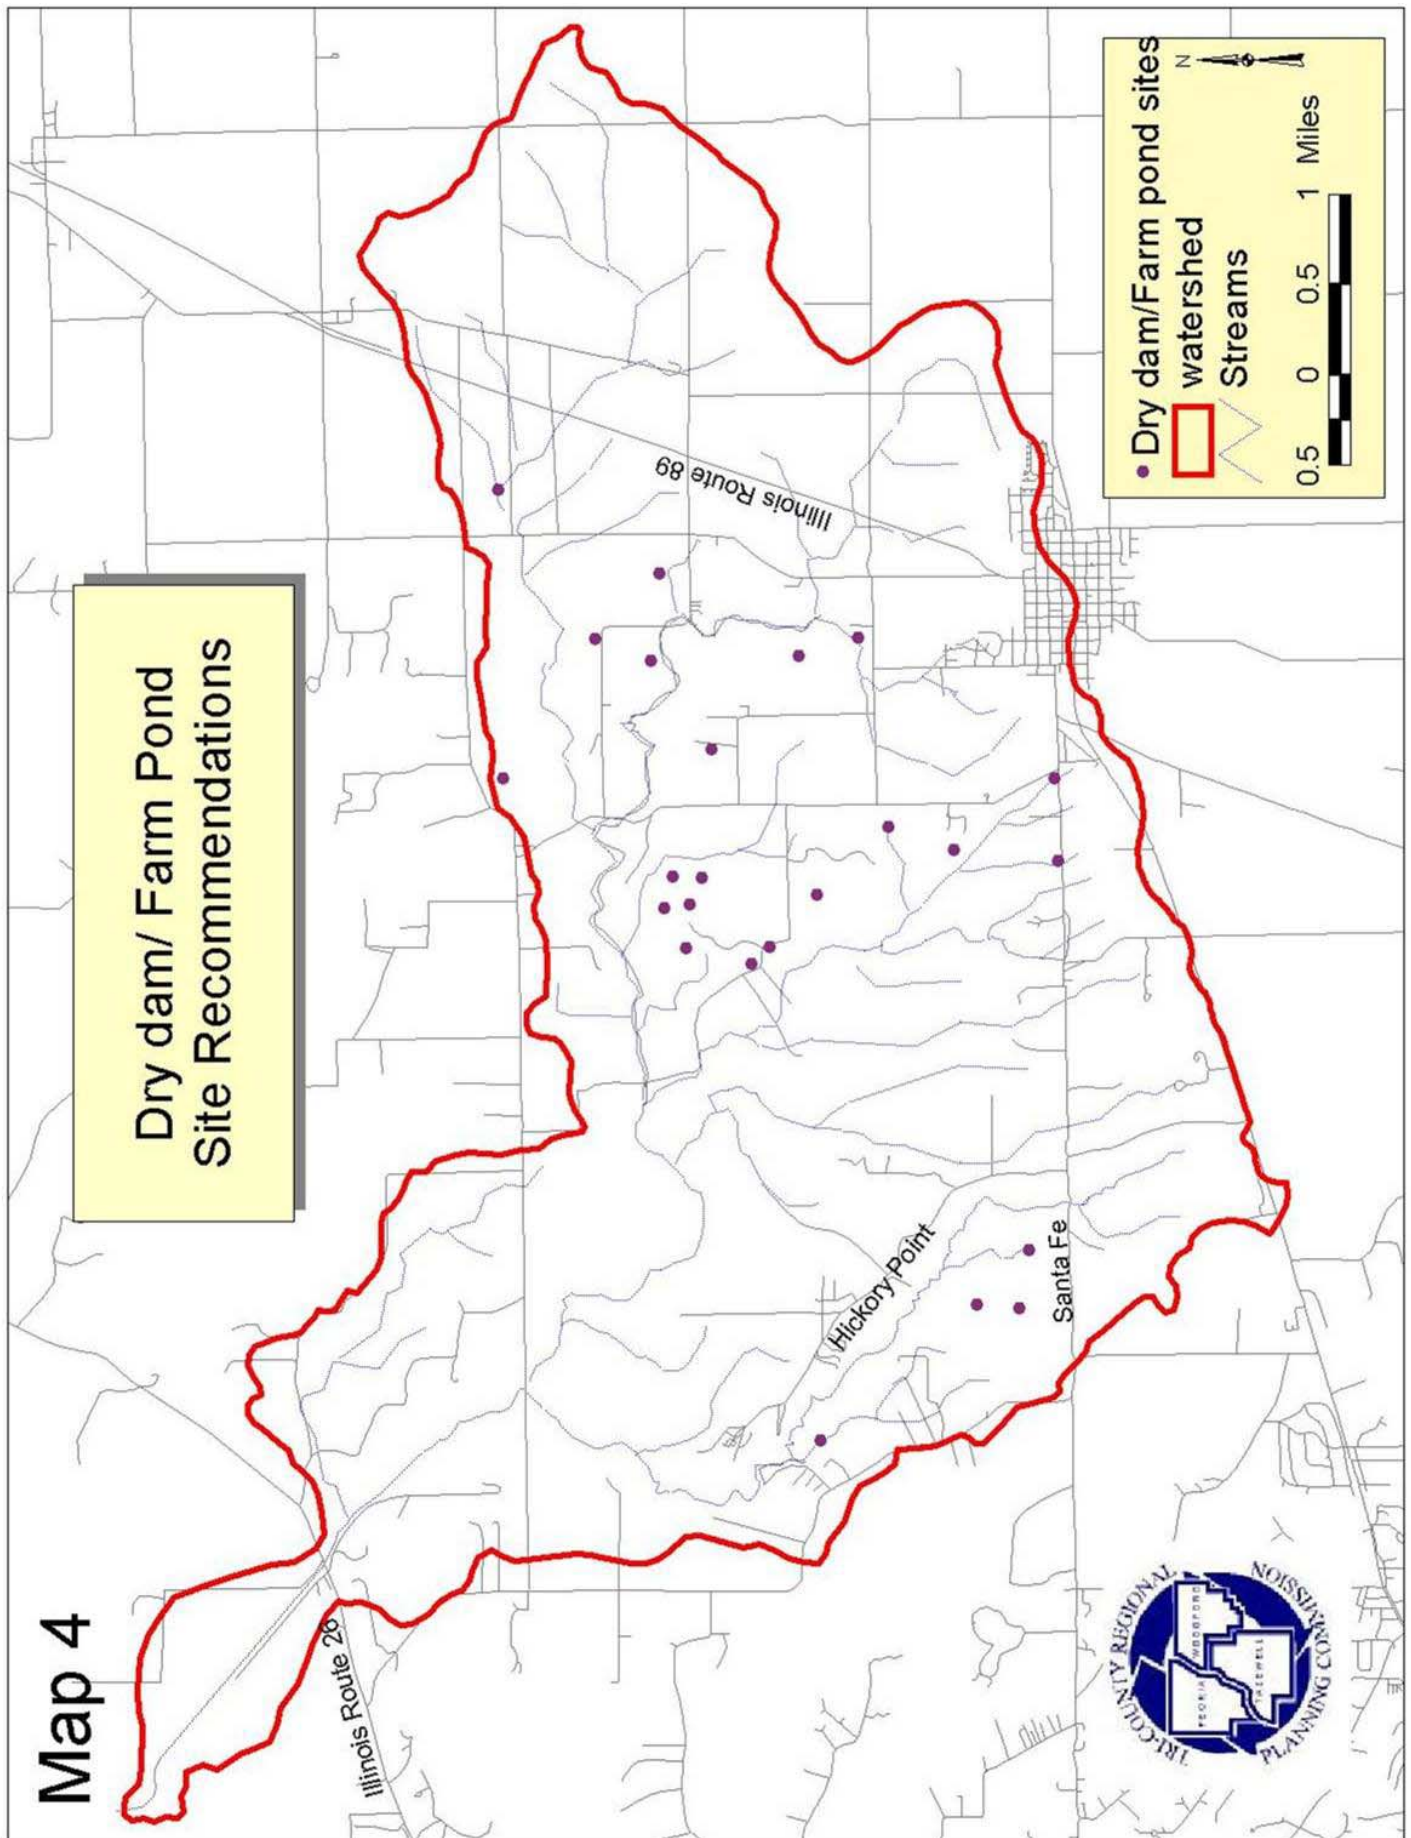 Map 4
Dry dam/ Farm Pond
Site Recommendations
Illinois Route 26
Illinois Route 89
Hickory Point
Santa Fe
Dry dam/Farm pond sites
watershed
Streams
N
0.5 0 0.5 1 Miles
TRI-COUNTY REGIONAL
PEORIA
WOODFORD
TAZEWELL
PLANNING COMMISSION